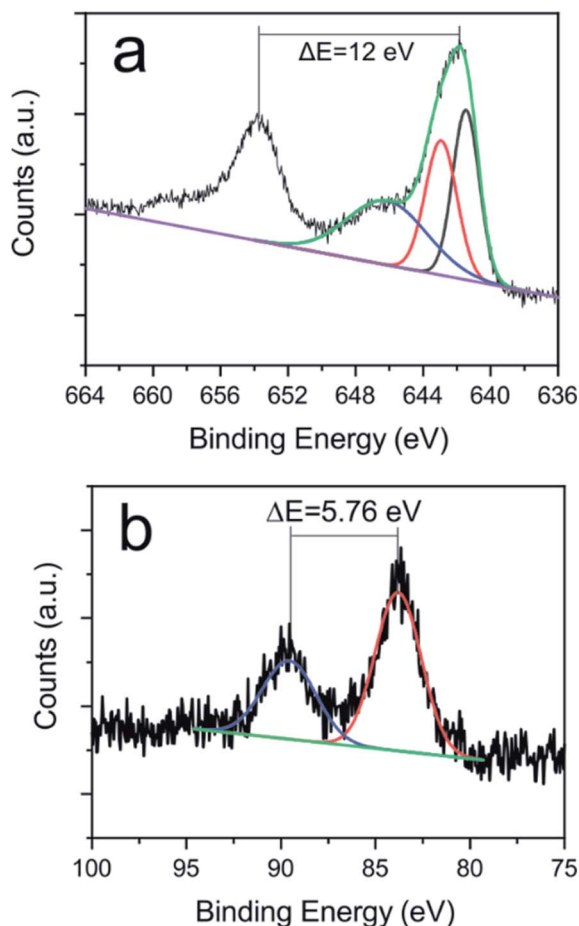 a
ΔE=12 eV
Counts (a.u.)
664 660 656 652 648 644 640 636
Binding Energy (eV)
b
ΔE=5.76 eV
Counts (a.u.)
100 95 90 85 80 75
Binding Energy (eV)